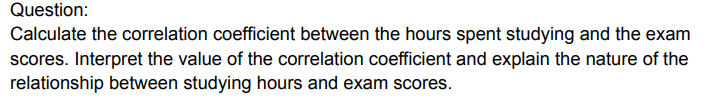 Question:
Calculate the correlation coefficient between the hours spent studying and the exam
scores. Interpret the value of the correlation coefficient and explain the nature of the
relationship between studying hours and exam scores.